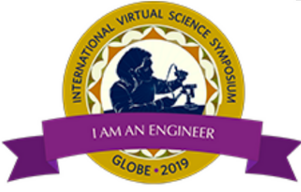 INTERNATIONAL VIRTUAL SCIENCE SYMPOSIUM
I AM AN ENGINEER
GLOBE • 2019